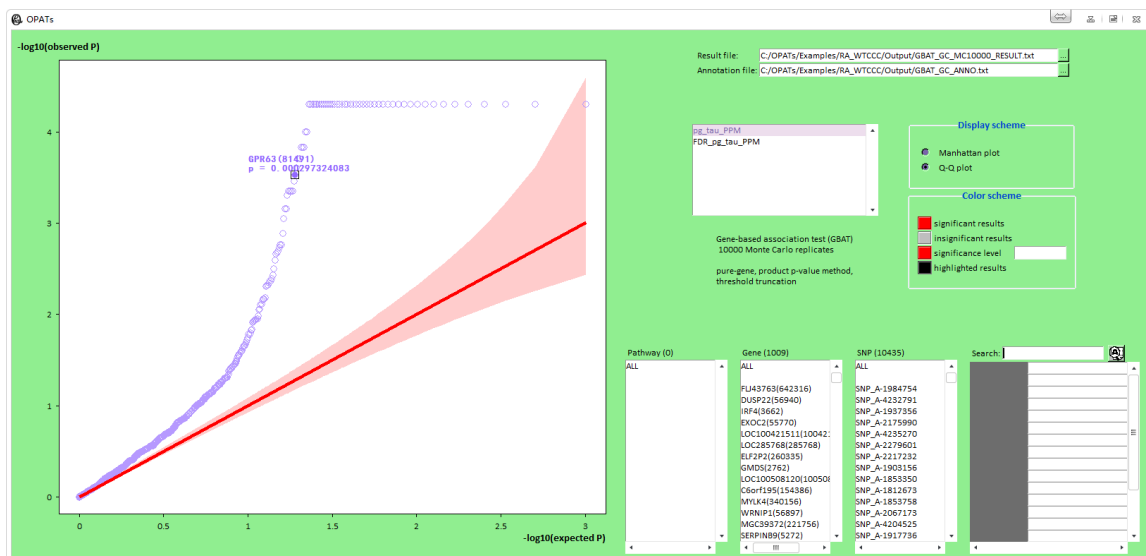 OPATs
-log10(observed P)
4
3
2
1
0
GPR63(81491)
p = 0.000297324083
0
0.5
1
1.5
2
2.5
3
-log10(expected P)
Result file:
C:/OPATs/Examples/RA_WTCCC/Output/GBAT_GC_MC10000_RESULT.txt
...
Annotation file:
C:/OPATs/Examples/RA_WTCCC/Output/GBAT_GC_ANNO.txt
...
pg_tau_PPM
FDR_pg_tau_PPM
Display scheme
Manhattan plot
Q-Q plot
Color scheme
significant results
insignificant results
significance level
highlighted results
Gene-based association test (GBAT)
10000 Monte Carlo replicates
pure-gene, product p-value method,
threshold truncation
Pathway (0)
ALL
Gene (1009)
ALL
FLJ43763(642316)
DUSP22(56940)
IRF4(3662)
EXOC2(55770)
LOC100421511(100421
LOC285768(285768)
ELF2P2(260335)
GMDS(2762)
LOC100508120(100508
C6orf195(154386)
MYLK4(340156)
WRNIP1(56897)
MGC39372(221756)
SERPINB9(5272)
SNP (10435)
ALL
SNP_A-1984754
SNP_A-4232791
SNP_A-1937356
SNP_A-2175990
SNP_A-4235270
SNP_A-2279601
SNP_A-2217232
SNP_A-1903156
SNP_A-1853350
SNP_A-1812673
SNP_A-1853758
SNP_A-2067173
SNP_A-4204525
SNP_A-1917736
Search: